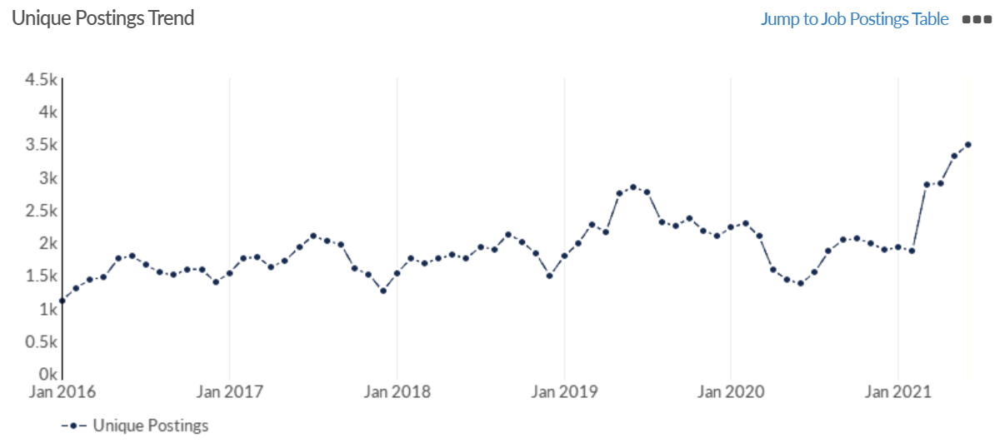 Unique Postings Trend
Jump to Job Postings Table
4.5k
4k
3.5k
3k
2.5k
2k
1.5k
1k
0.5k
0k
Jan 2016 Jan 2017 Jan 2018 Jan 2019 Jan 2020 Jan 2021
Unique Postings